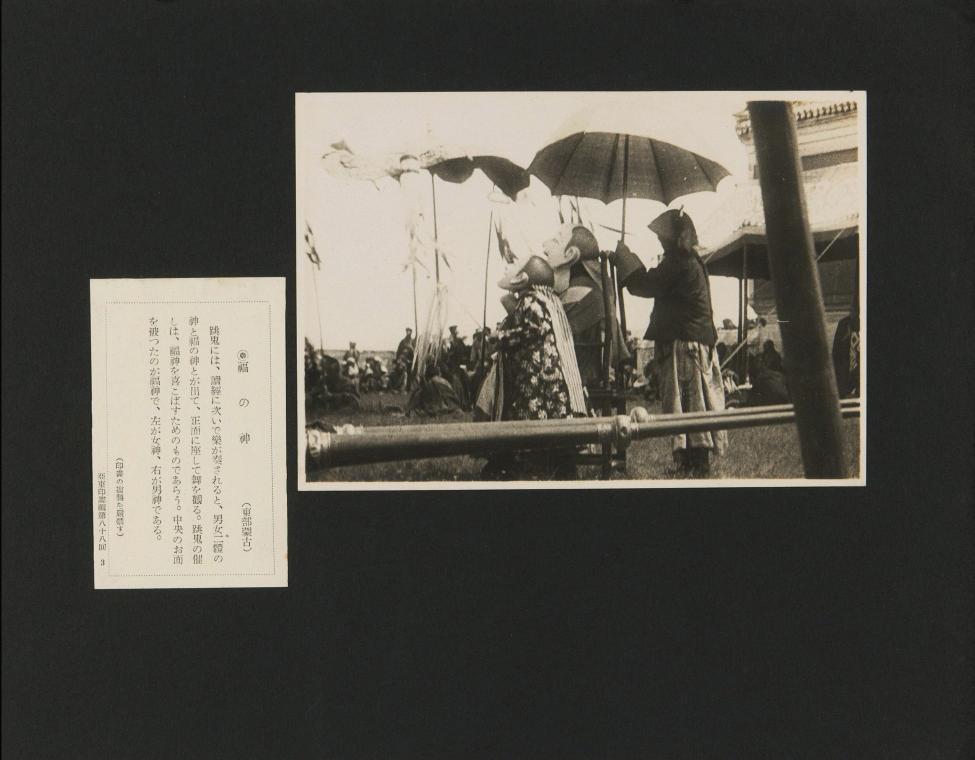 福の神
（東部蒙古）
跳鬼には、讀經に次いで樂が奏されると、男女二體の
神と福の神とが出て、正面に座して舞を觀る。跳鬼の催
しは、福神を喜こばすためのものであらう。中央のお面
を被つたのが福神で、左が女神、右が男神である。
（印畫の複製を嚴禁す）
亞東印畫輯第八十八回 3